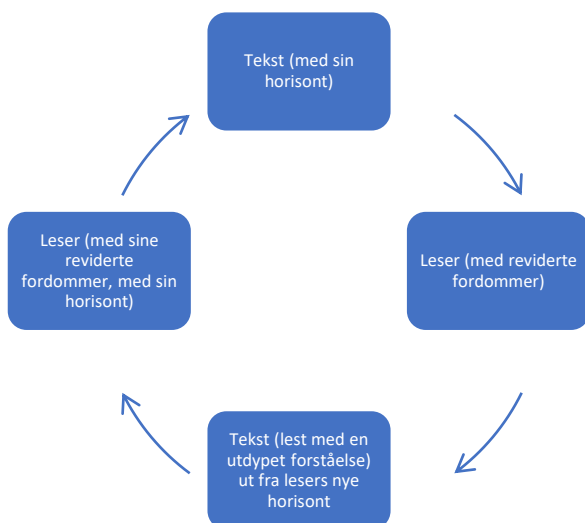 Tekst (med sin
horisont)
Leser (med reviderte
fordommer)
Tekst (lest med en
utdypet forståelse)
ut fra lesers nye
horisont
Leser (med sine
reviderte
fordommer, med sin
horisont)